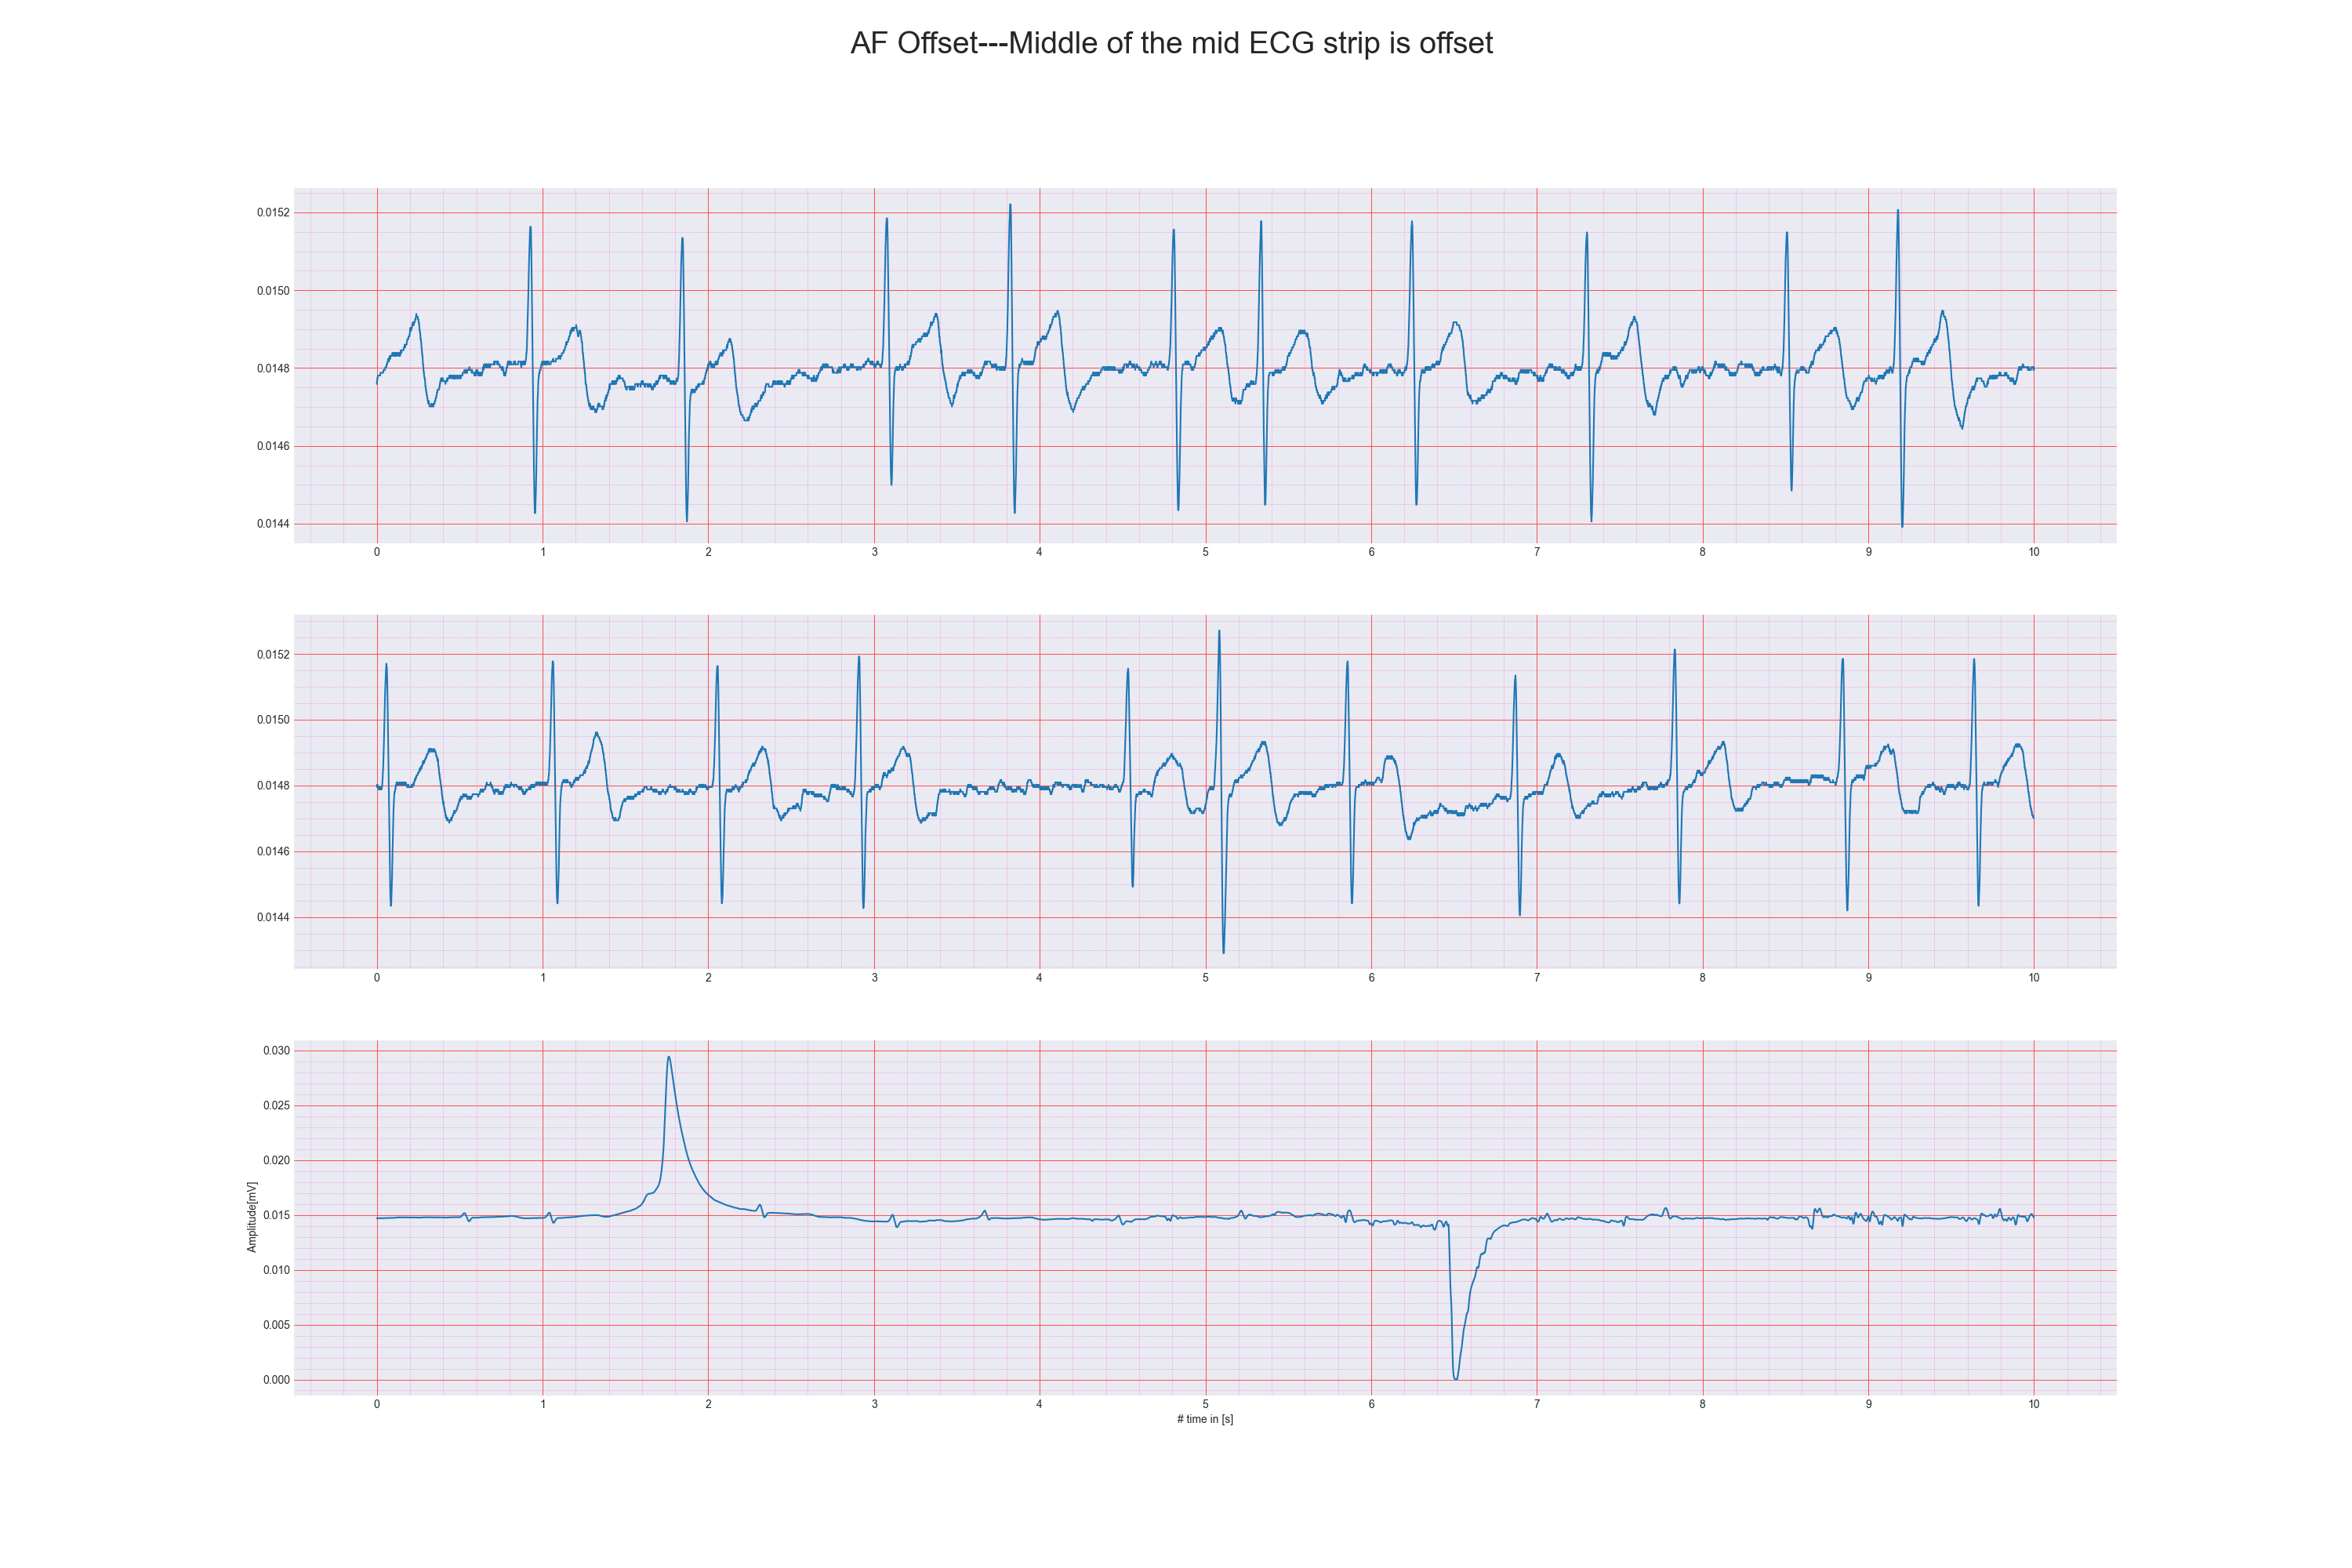 AF Offset---Middle of the mid ECG strip is offset
0.0152
0.0150
0.0148
0.0146
0.0144
0 1 2 3 4 5 6 7 8 9 10
0.0152
0.0150
0.0148
0.0146
0.0144
0 1 2 3 4 5 6 7 8 9 10
0.030
0.025
0.020
0.015
0.010
0.005
0.000
Amplitude[mV]
0 1 2 3 4 5 6 7 8 9 10
# time in [s]